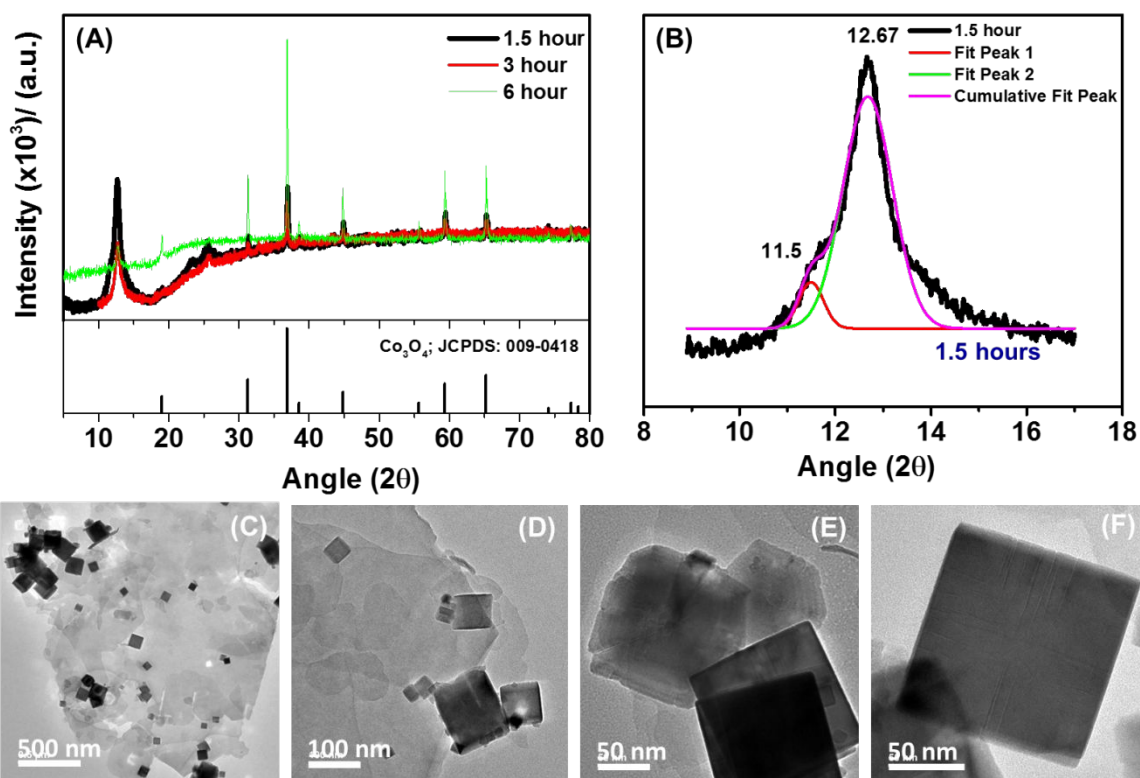 (A)
1.5 hour
3 hour
6 hour
Intensity (x10³)/ (a.u.)
Co₃O₄; JCPDS: 009-0418
10 20 30 40 50 60 70 80
Angle (2θ)
(B)
12.67
1.5 hour
Fit Peak 1
Fit Peak 2
Cumulative Fit Peak
11.5
1.5 hours
8 10 12 14 16 18
Angle (2θ)
(C)
500 nm
(D)
100 nm
(E)
50 nm
(F)
50 nm